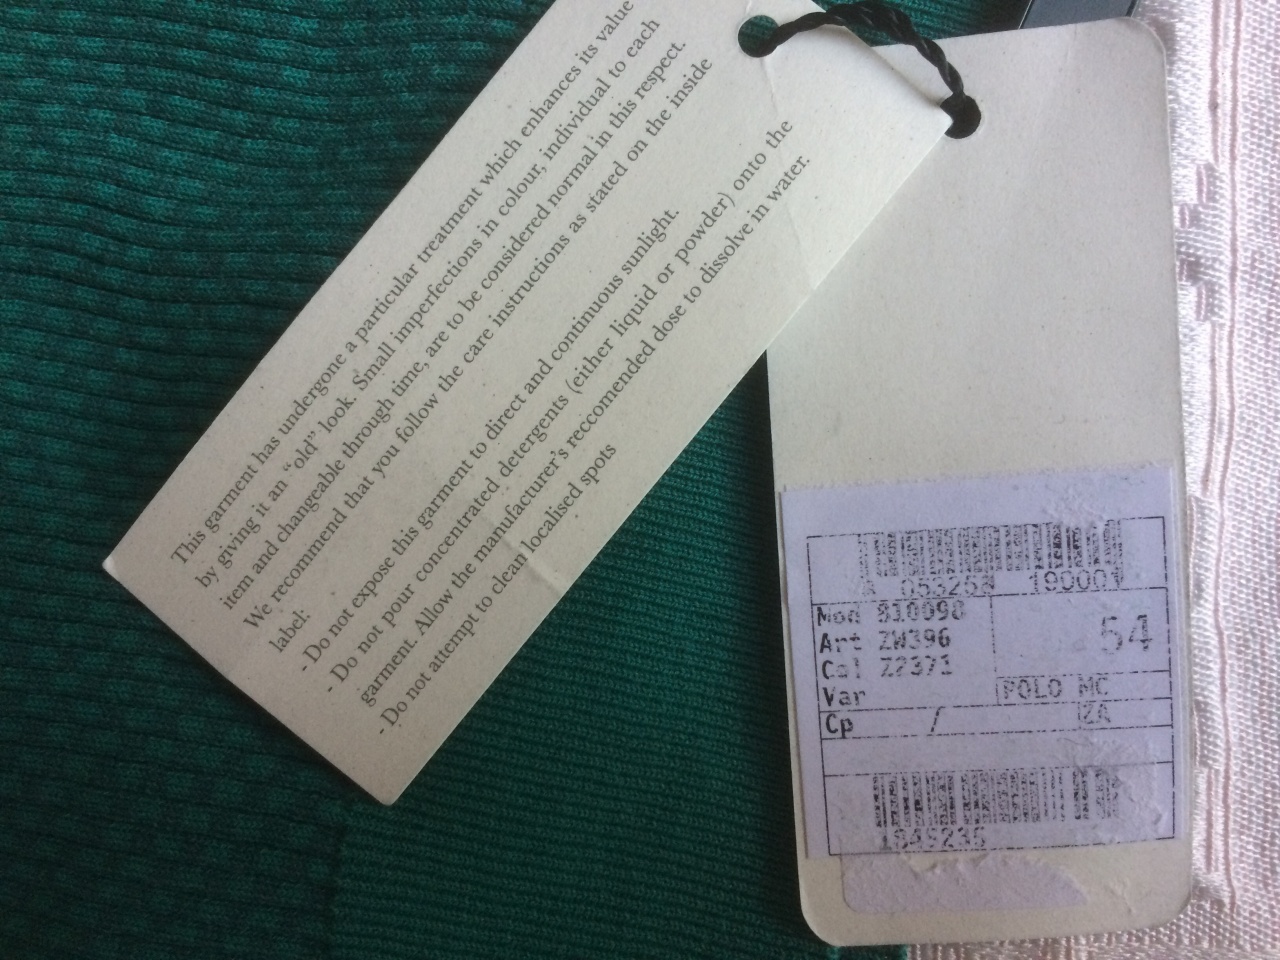 This garment has undergone a particular treatment which enhances its value
by giving it an “old” look. Small imperfections in colour, individual to each
item and changeable through time, are to be considered normal in this respect.
We recommend that you follow the care instructions as stated on the inside
label:
- Do not expose this garment to direct and continuous sunlight.
- Do not pour concentrated detergents (either liquid or powder) onto the
garment. Allow the manufacturer's reccomended dose to dissolve in water.
- Do not attempt to clean localised spots
Mod 810098
54
Art ZW396
Col Z2371
Var
POLO MC
Cp /
ZA
1849235